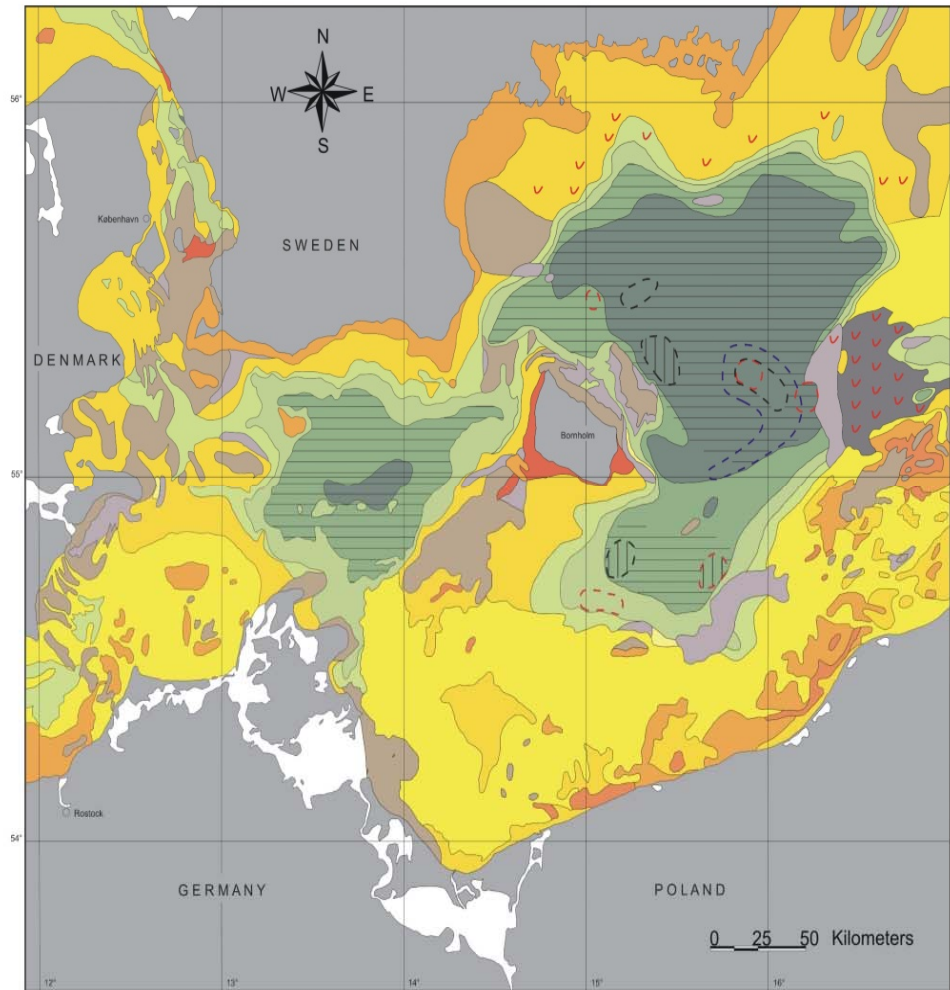 N
W E
S
56°
København
SWEDEN
DENMARK
Bornholm
55°
Rostock
54°
GERMANY
POLAND
0 25 50 Kilometers
12° 13° 14° 15° 16°